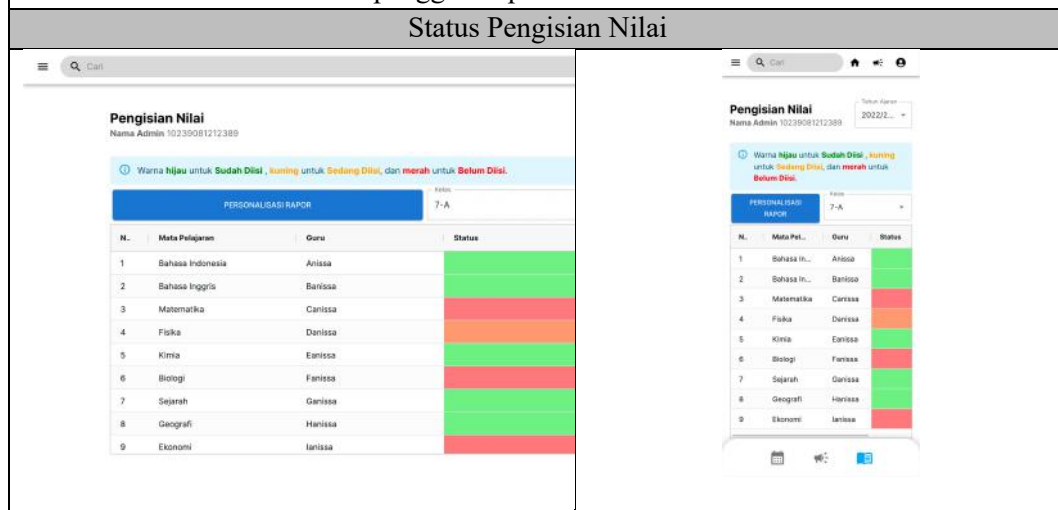 Status Pengisian Nilai
Cari
Pengisian Nilai
Nama Admin 10239081212389
Warna hijau untuk Sudah Diisi , kuning untuk Sedang Diisi, dan merah untuk Belum Diisi.
PERSONALISASI RAPOR
Kelas
7-A
N.. Mata Pelajaran Guru Status
1 Bahasa Indonesia Anissa
2 Bahasa Inggris Banissa
3 Matematika Canissa
4 Fisika Danissa
5 Kimia Eanissa
6 Biologi Fanissa
7 Sejarah Ganissa
8 Geografi Hanissa
9 Ekonomi Ianissa
Cari
Pengisian Nilai
Nama Admin 10239081212389
Tahun Ajaran
2022/2...
Warna hijau untuk Sudah Diisi , kuning
untuk Sedang Diisi, dan merah untuk
Belum Diisi.
PERSONALISASI
RAPOR
Kelas
7-A
N.. Mata Pel... Guru Status
1 Bahasa In... Anissa
2 Bahasa In... Banissa
3 Matematika Canissa
4 Fisika Danissa
5 Kimia Eanissa
6 Biologi Fanissa
7 Sejarah Ganissa
8 Geografi Hanissa
9 Ekonomi Ianissa